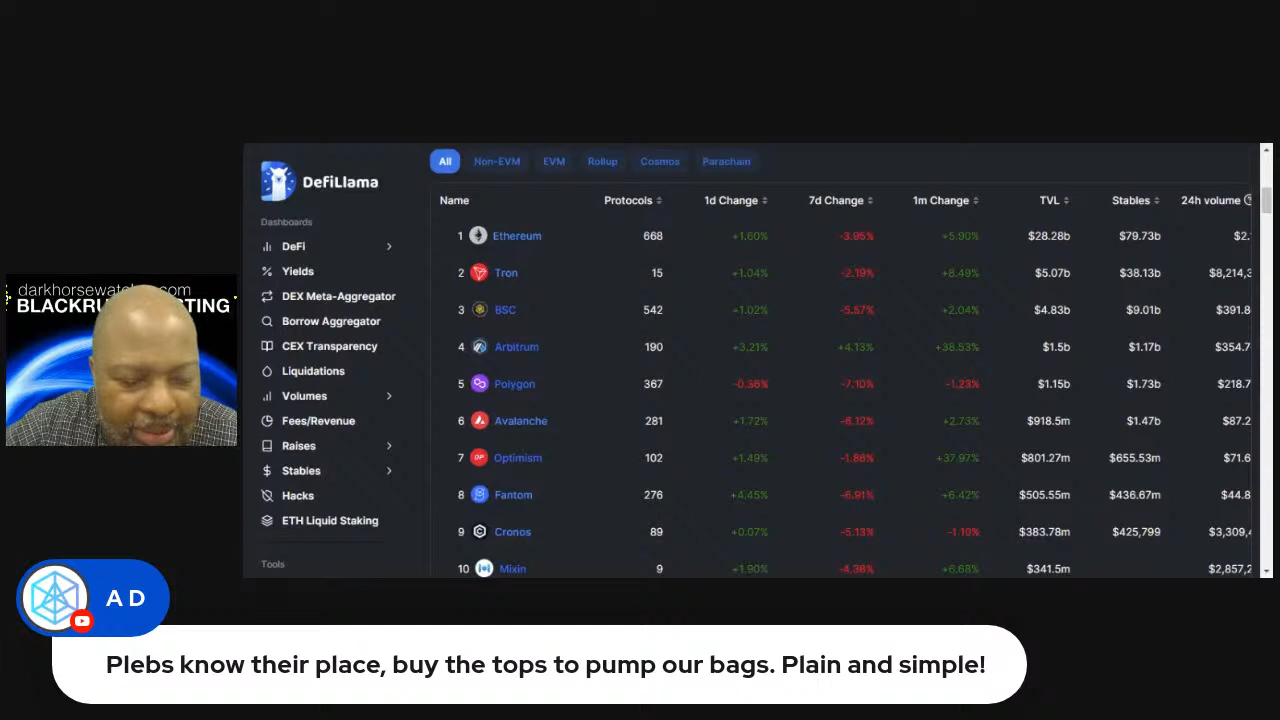 All Non-EVM EVM Rollup Cosmos Parachain
DefiLlama
Name Protocols 1d Change 7d Change 1m Change TVL Stables 24h volume
Dashboards
1 Ethereum 668 +1.60% -3.95% +5.90% $28.28b $79.73b $2.
DeFi
Yields
2 Tron 15 +1.04% -2.19% +8.49% $5.07b $38.13b $8,214,3
DEX Meta-Aggregator
3 BSC 542 +1.02% -5.57% +2.04% $4.83b $9.01b $391.8
Borrow Aggregator
CEX Transparency
4 Arbitrum 190 +3.21% +4.13% +38.53% $1.5b $1.17b $354.7
Liquidations
5 Polygon 367 -0.36% -7.10% -1.23% $1.15b $1.73b $218.7
Volumes
Fees/Revenue
6 Avalanche 281 +1.72% -6.12% +2.73% $918.5m $1.47b $87.2
Raises
7 Optimism 102 +1.49% -1.86% +37.97% $801.27m $655.53m $71.6
Stables
Hacks
8 Fantom 276 +4.45% -6.91% +6.42% $505.55m $436.67m $44.8
ETH Liquid Staking
9 Cronos 89 +0.07% -5.13% -1.10% $383.78m $425,799 $3,309,4
Tools
10 Mixin 9 +1.90% -4.38% +6.68% $341.5m $2,857,2
A D
Plebs know their place, buy the tops to pump our bags. Plain and simple!